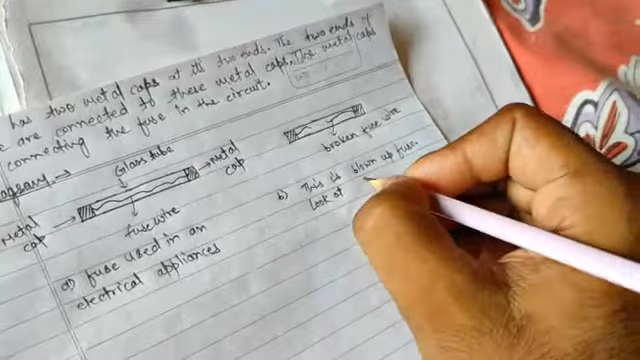 has two metal caps at its two ends. The two ends of
e are connected to these metal caps. The metal caps
connecting the fuse in the circuit.
agram →
Glass tube
metal
cap
metal
cap
fuse wire
a) fuse used in an
electrical appliances
broken fuse wire
b) This is blown up fuse.
look at